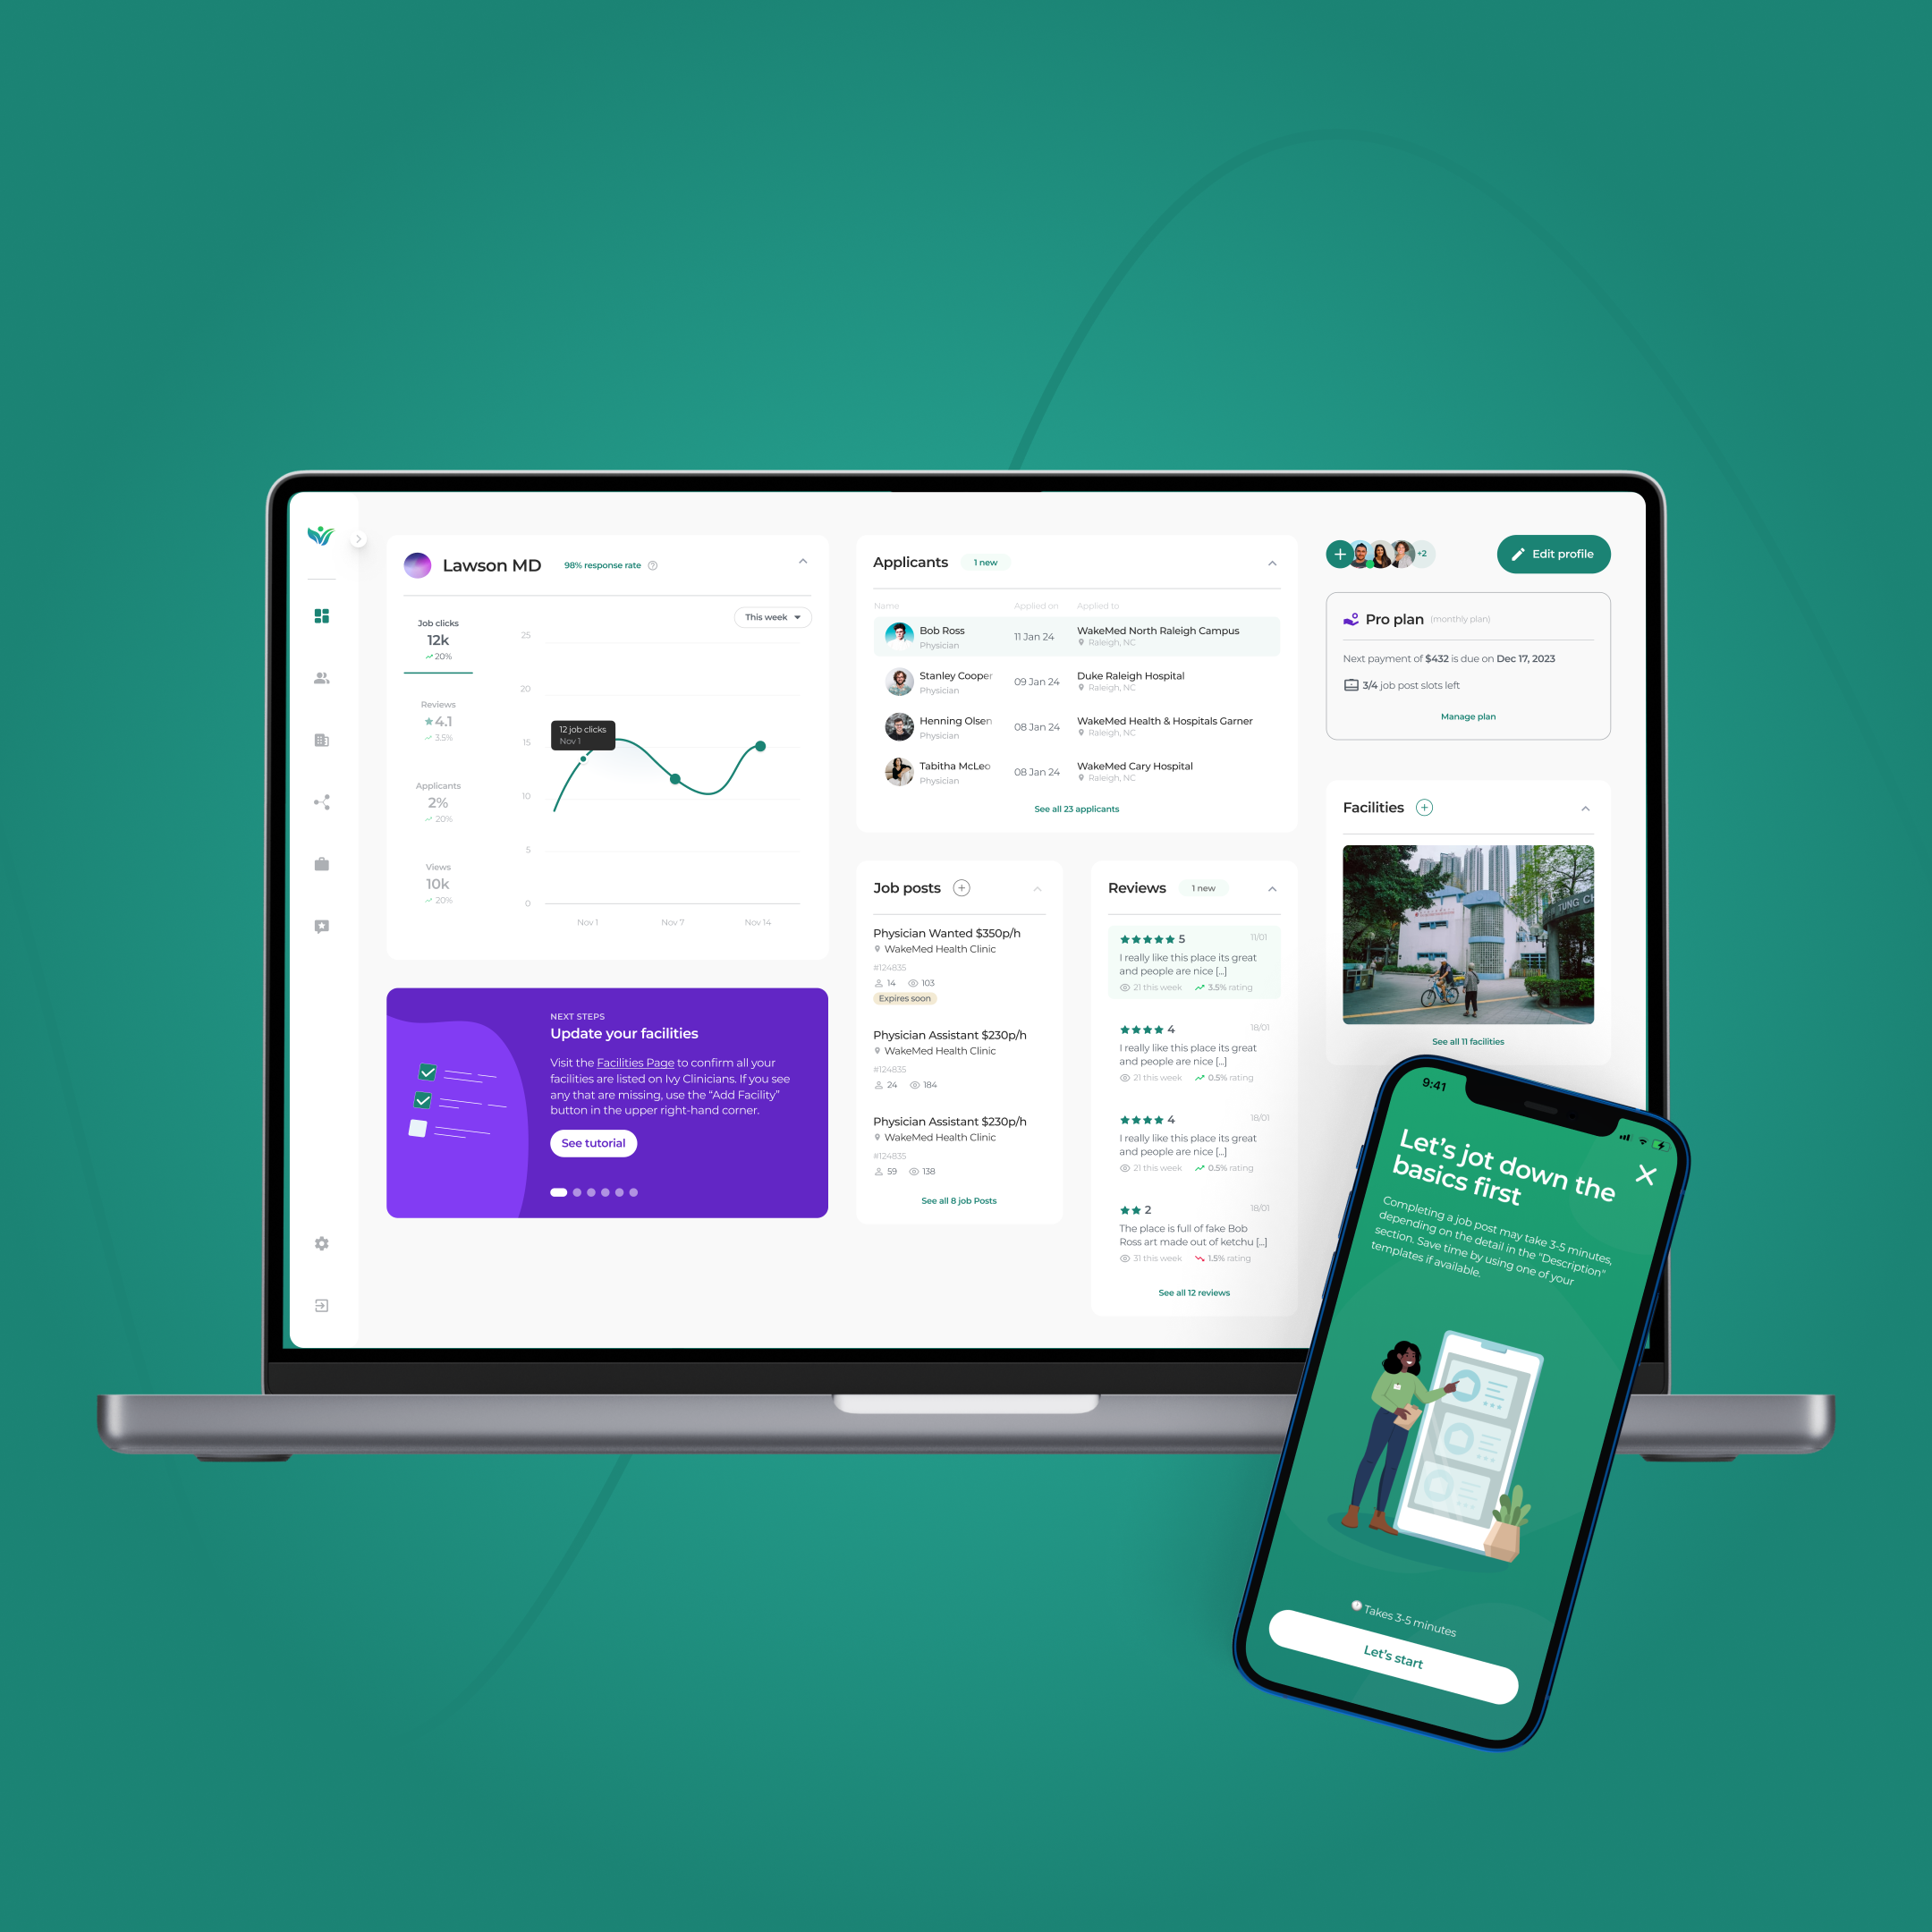 Lawson MD
98% response rate
This week
Job clicks
12k
20%
Reviews
4.1
3.5%
Applicants
2%
20%
Views
10k
20%
25
20
15
10
5
0
12 job clicks
Nov 1
Nov 1
Nov 7
Nov 14
NEXT STEPS
Update your facilities
Visit the Facilities Page to confirm all your
facilities are listed on Ivy Clinicians. If you see
any that are missing, use the “Add Facility”
button in the upper right-hand corner.
See tutorial
Applicants
1 new
Name
Applied on
Applied to
Bob Ross
Physician
11 Jan 24
WakeMed North Raleigh Campus
Raleigh, NC
Stanley Cooper
Physician
09 Jan 24
Duke Raleigh Hospital
Raleigh, NC
Henning Olsen
Physician
08 Jan 24
WakeMed Health & Hospitals Garner
Raleigh, NC
Tabitha McLeo
Physician
08 Jan 24
WakeMed Cary Hospital
Raleigh, NC
See all 23 applicants
Job posts
Physician Wanted $350p/h
WakeMed Health Clinic
#124835
14 103
Expires soon
Physician Assistant $230p/h
WakeMed Health Clinic
#124835
24 184
Physician Assistant $230p/h
WakeMed Health Clinic
#124835
59 138
See all 8 job Posts
Reviews
1 new
5
11/01
I really like this place its great
and people are nice [...]
21 this week 3.5% rating
4
18/01
I really like this place its great
and people are nice [...]
21 this week 0.5% rating
4
18/01
I really like this place its great
and people are nice [...]
21 this week 0.5% rating
2
18/01
The place is full of fake Bob
Ross art made out of ketchu [...]
31 this week 1.5% rating
See all 12 reviews
+2
Edit profile
Pro plan (monthly plan)
Next payment of $432 is due on Dec 17, 2023
3/4 job post slots left
Manage plan
Facilities
TUNG
See all 11 facilities
9:41
Let’s jot down the
basics first
Completing a job post may take 3-5 minutes,
depending on the detail in the “Description”
section. Save time by using one of your
templates if available.
Takes 3-5 minutes
Let’s start